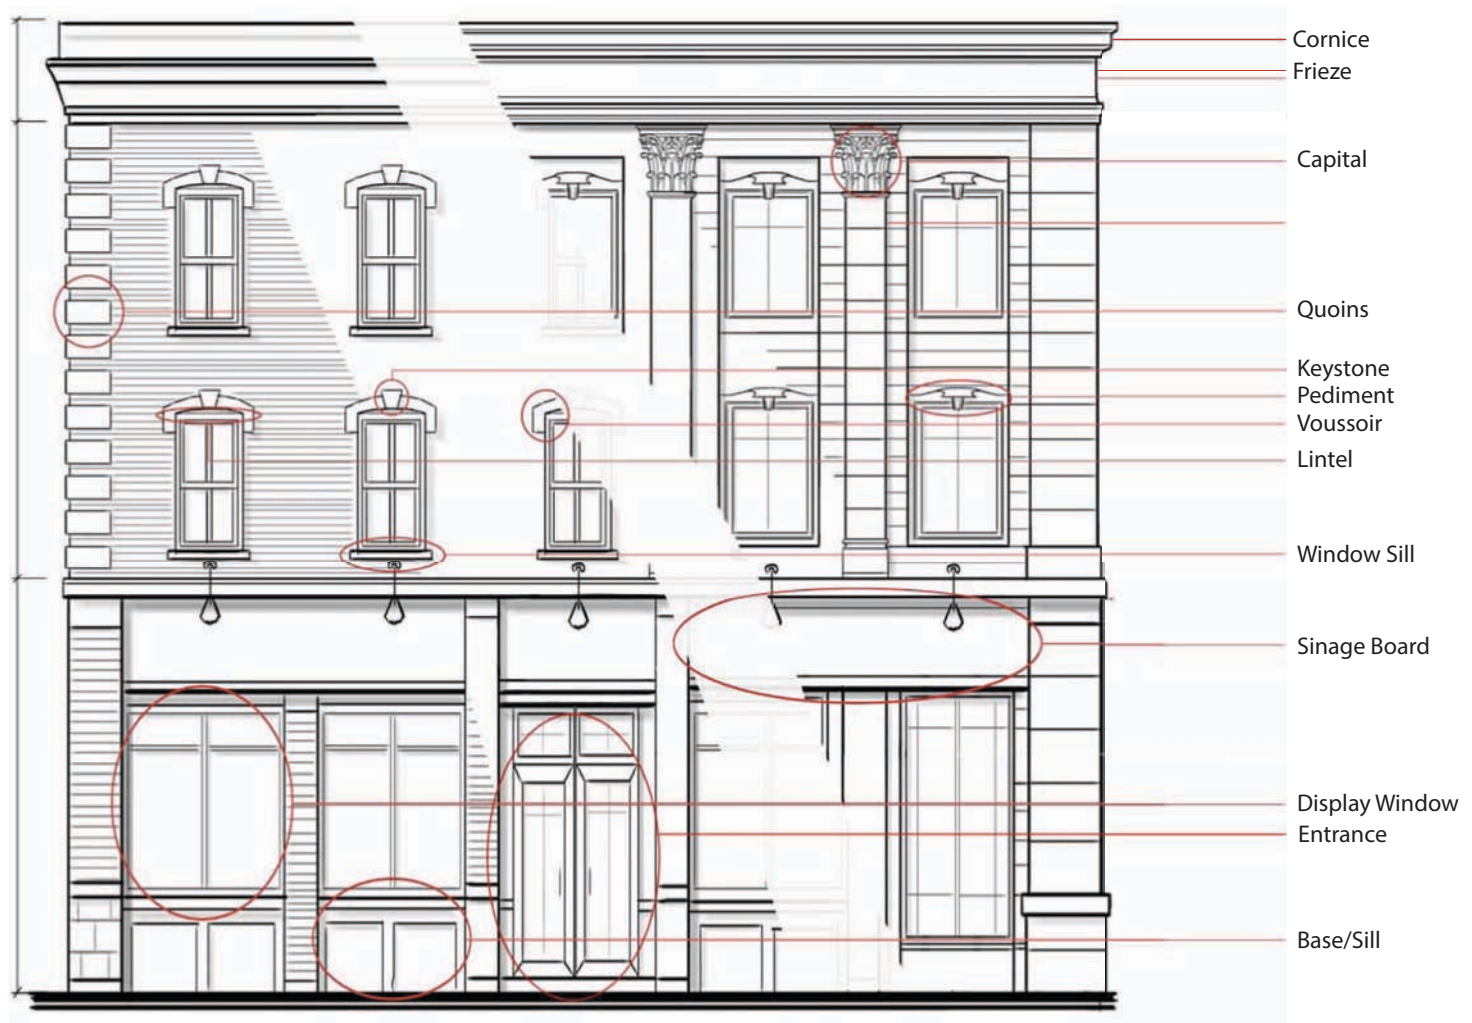 Cornice
Frieze
Capital
Quoins
Keystone
Pediment
Voussoir
Lintel
Window Sill
Sinage Board
Display Window
Entrance
Base/Sill